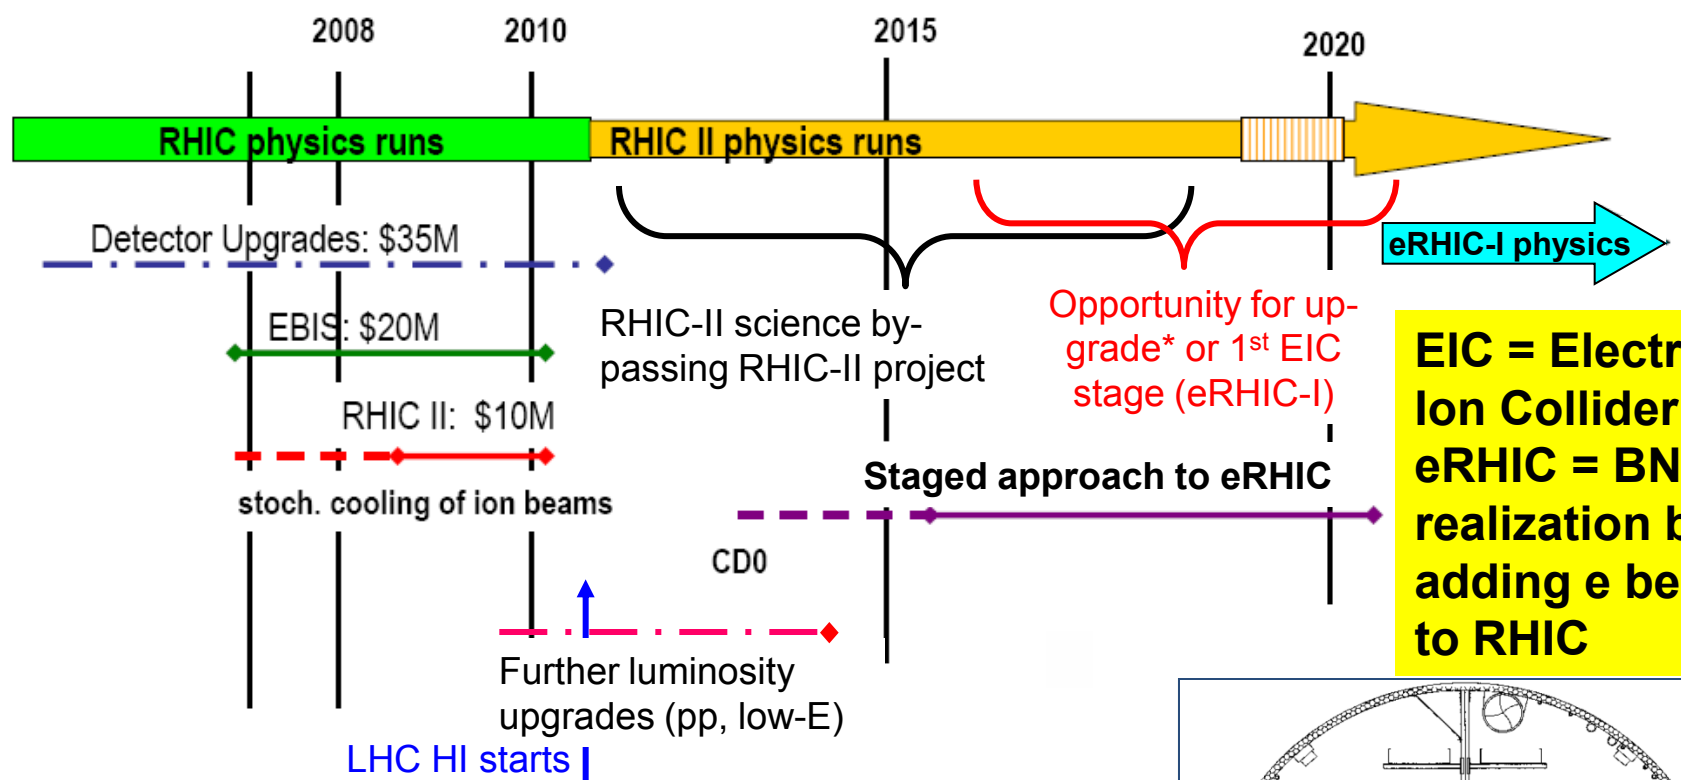 2008
2010
2015
2020
RHIC physics runs
RHIC II physics runs
Detector Upgrades: $35M
eRHIC-I physics
EBIS: $20M
RHIC-II science by-
passing RHIC-II project
Opportunity for up-
grade* or 1st EIC
stage (eRHIC-I)
RHIC II: $10M
stoch. cooling of ion beams
Staged approach to eRHIC
CD0
Further luminosity
upgrades (pp, low-E)
LHC HI starts
EIC = Electr
Ion Collider
eRHIC = BN
realization b
adding e be
to RHIC